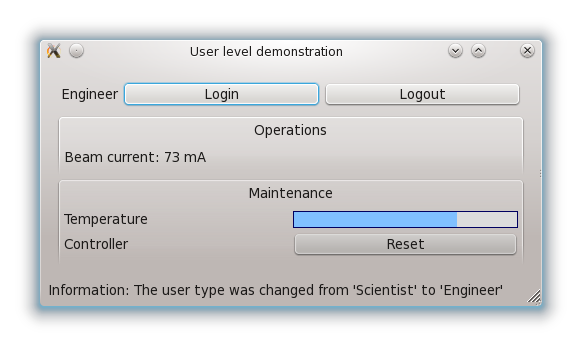 User level demonstration
Engineer Login Logout
Operations
Beam current: 73 mA
Maintenance
Temperature
Controller Reset
Information: The user type was changed from 'Scientist' to 'Engineer'